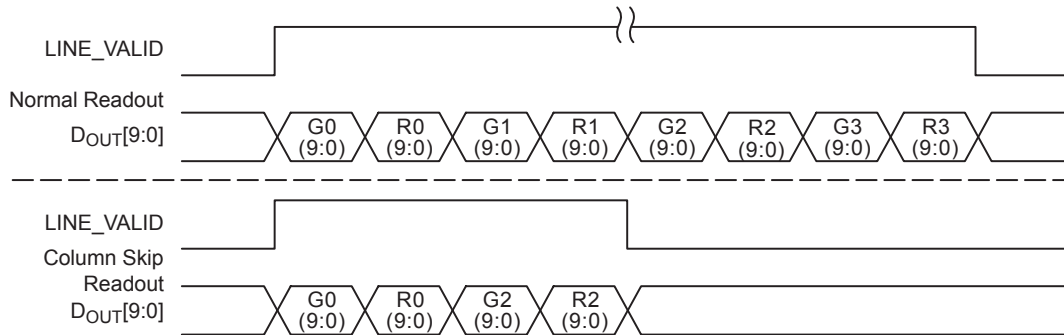 LINE_VALID
Normal Readout
DOUT[9:0]
G0 R0 G1 R1 G2 R2 G3 R3
(9:0) (9:0) (9:0) (9:0) (9:0) (9:0) (9:0) (9:0)
LINE_VALID
Column Skip
Readout
DOUT[9:0]
G0 R0 G2 R2
(9:0) (9:0) (9:0) (9:0)